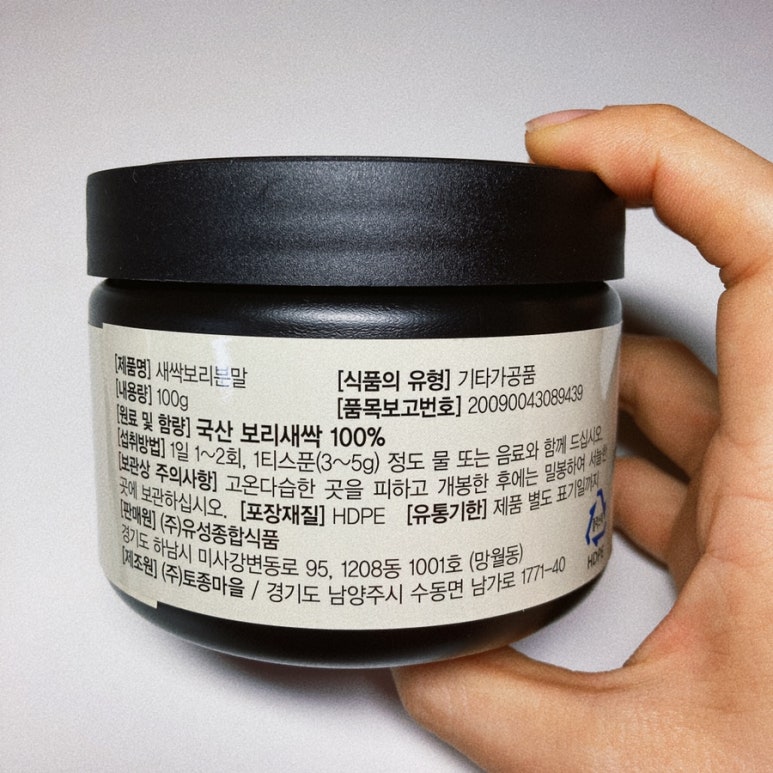 [제품명] 새싹보리분말
[식품의 유형] 기타가공품
[내용량] 100g
[품목보고번호] 20090043089439
[원료 및 함량] 국산 보리새싹 100%
[섭취방법] 1일 1~2회, 1티스푼(3~5g) 정도 물 또는 음료와 함께 드십시오.
[보관상 주의사항] 고온다습한 곳을 피하고 개봉한 후에는 밀봉하여 서늘한
곳에 보관하십시오. [포장재질] HDPE [유통기한] 제품 별도 표기일까지
[판매원] (주)유성종합식품
경기도 하남시 미사강변동로 95, 1208동 1001호 (망월동)
[제조원] (주)토종마을 / 경기도 남양주시 수동면 남가로 1771-40
HDPE